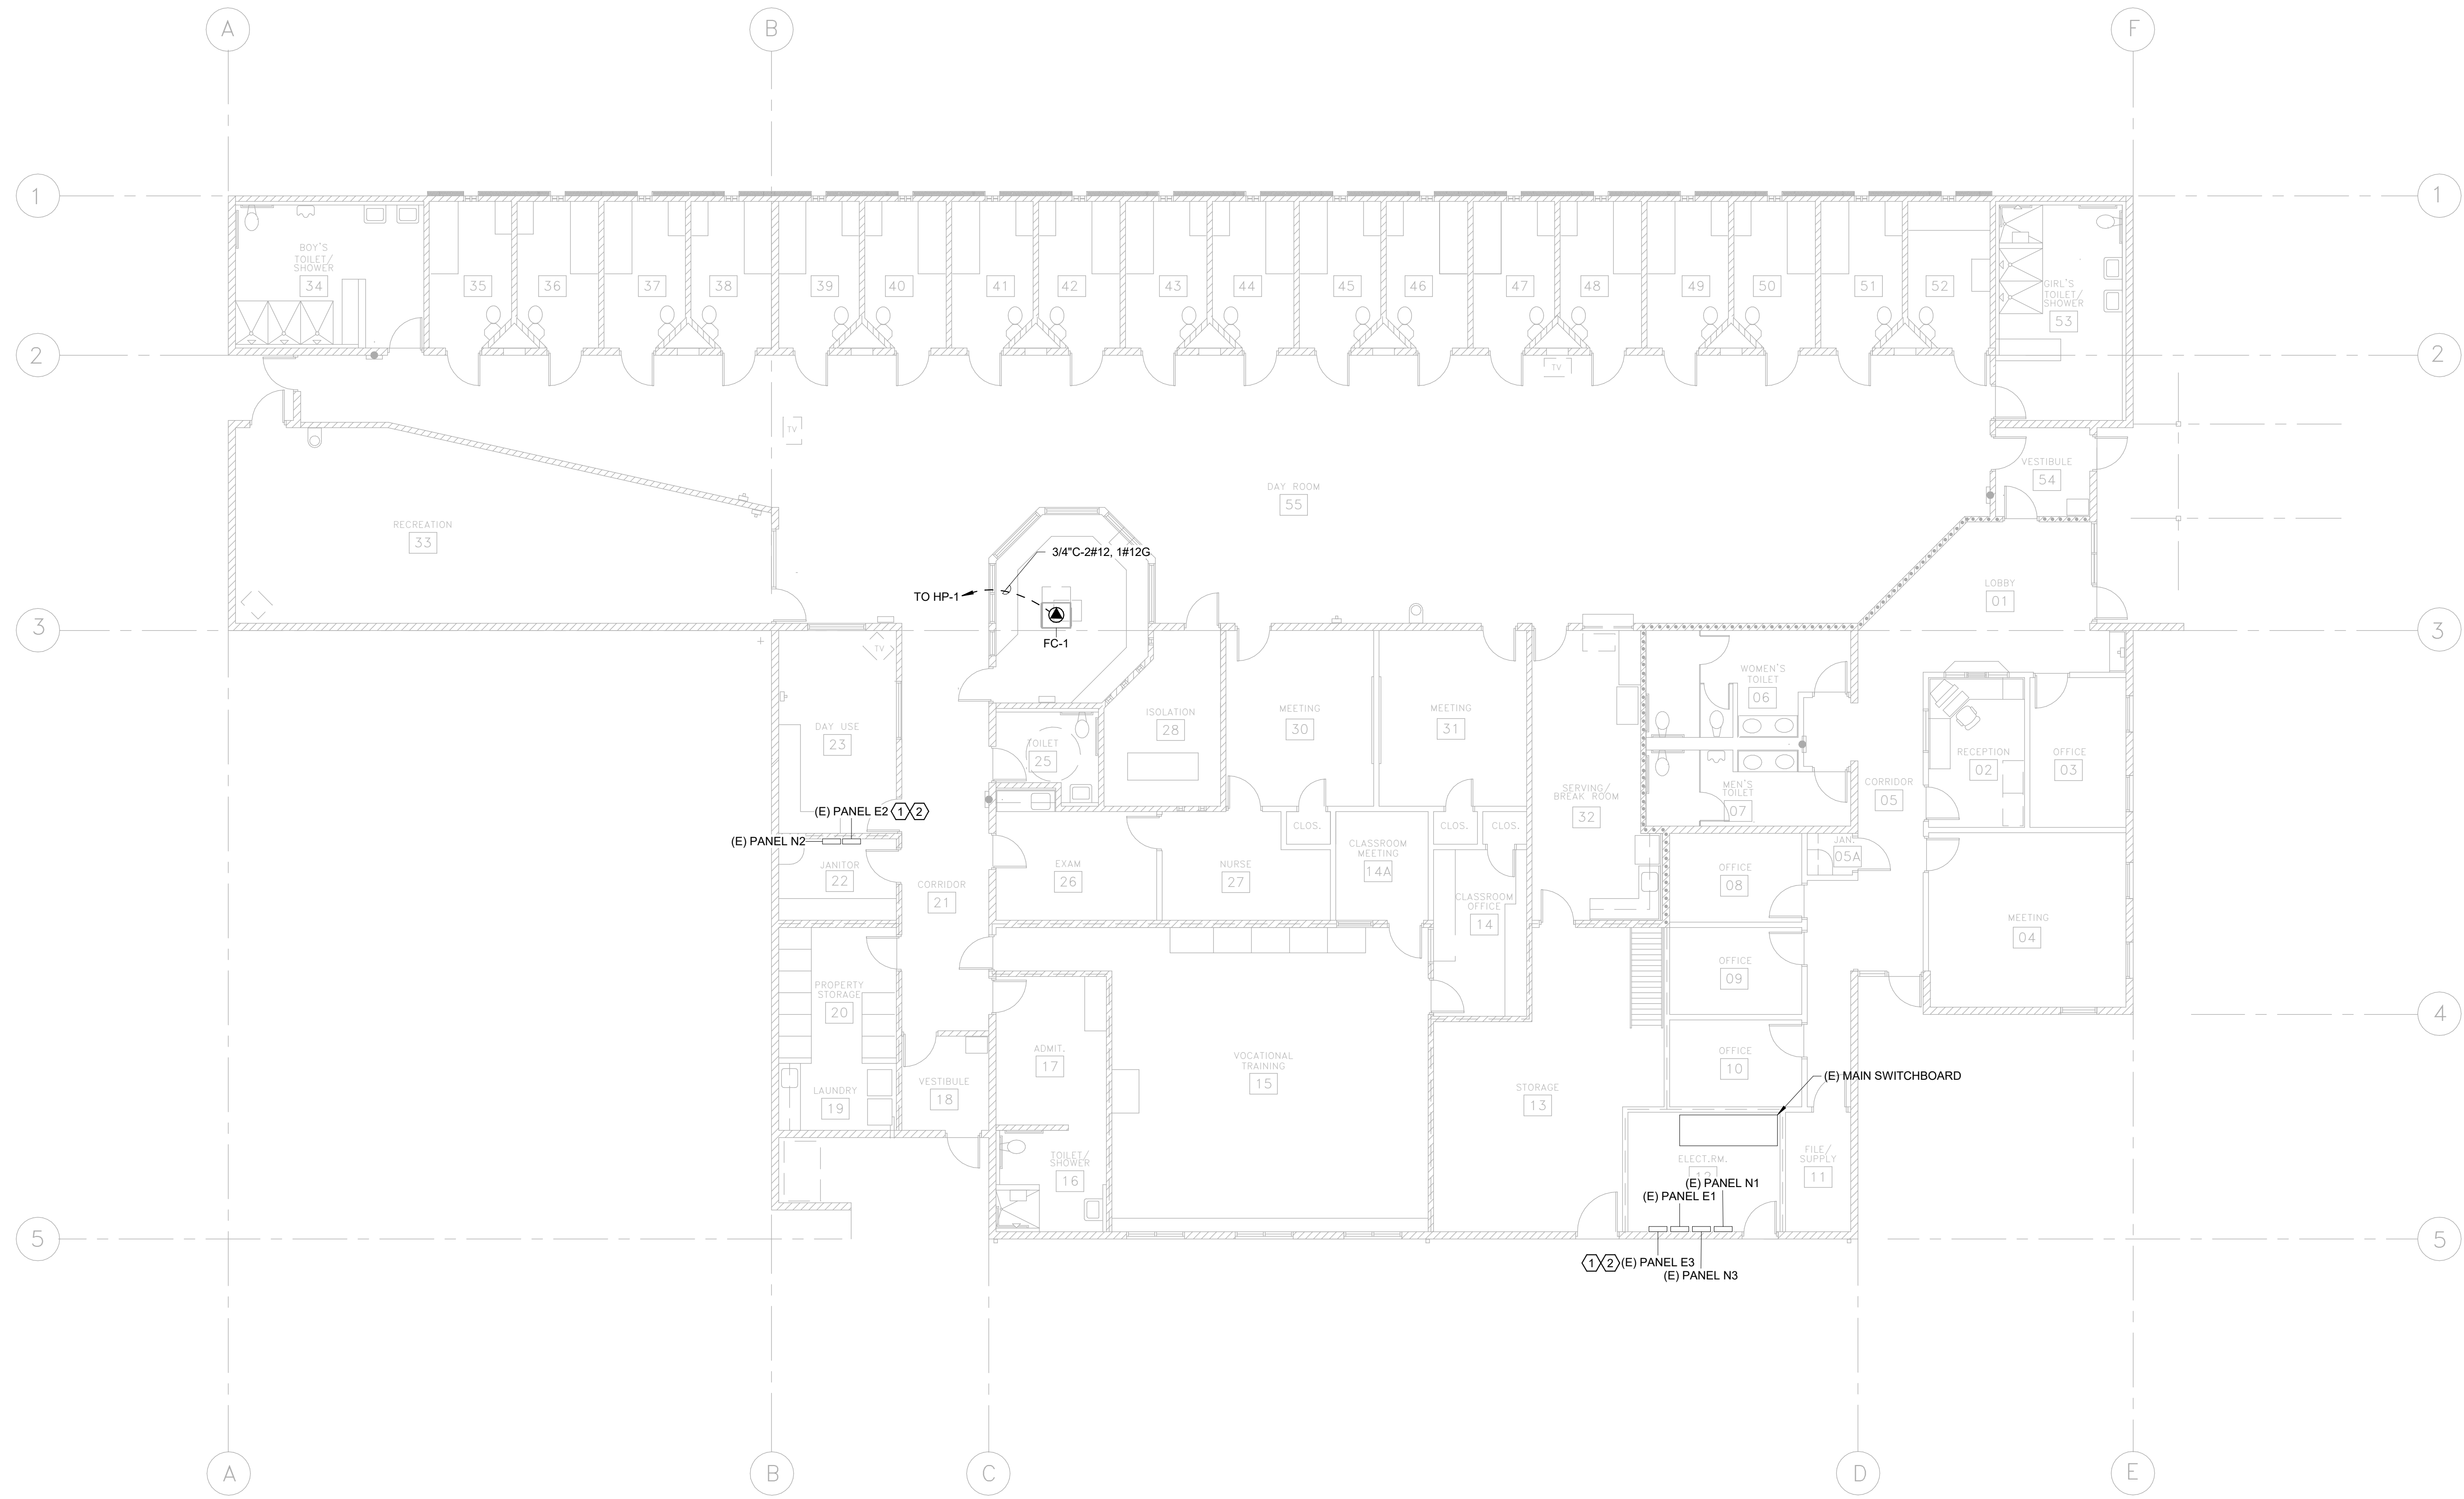 A
B
F
1
1
BOY'S
TOILET/
SHOWER
34
35
36
37
38
39
40
41
42
43
44
45
46
47
48
49
50
51
52
GIRL'S
TOILET/
SHOWER
53
2
2
TV
TV
VESTIBULE
54
DAY ROOM
55
RECREATION
33
3/4"C-2#12, 1#12G
TO HP-1
FC-1
LOBBY
01
3
3
TV
DAY USE
23
TOILET
25
ISOLATION
28
MEETING
30
MEETING
31
WOMEN'S
TOILET
06
RECEPTION
02
OFFICE
03
SERVING/
BREAK ROOM
32
MEN'S
TOILET
07
CORRIDOR
05
(E) PANEL E2 1 2
(E) PANEL N2
JANITOR
22
CORRIDOR
21
EXAM
26
NURSE
27
CLOS.
CLASSROOM
MEETING
14A
CLOS.
CLOS.
CLASSROOM
OFFICE
14
OFFICE
08
JAN.
05A
MEETING
04
OFFICE
09
PROPERTY
STORAGE
20
4
ADMIT.
17
VOCATIONAL
TRAINING
15
OFFICE
10
(E) MAIN SWITCHBOARD
VESTIBULE
18
LAUNDRY
19
STORAGE
13
TOILET/
SHOWER
16
ELECT.RM.
12
FILE/
SUPPLY
11
(E) PANEL N1
(E) PANEL E1
5
5
1 2 (E) PANEL E3
(E) PANEL N3
A
B
C
D
E